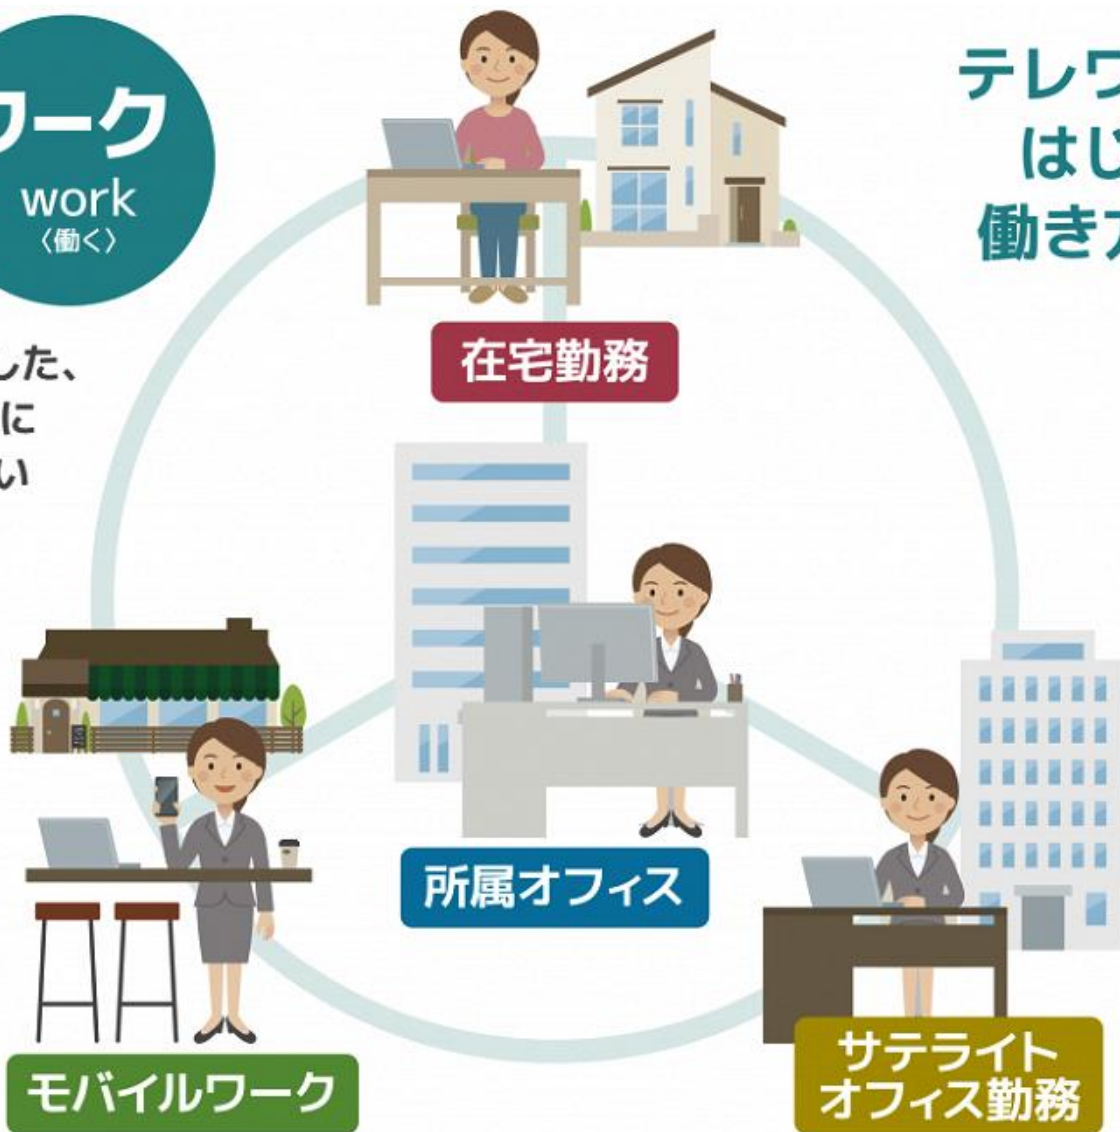 ワーク
work
〈働く〉
した、
に
い
テレワ
はじ
働き方
在宅勤務
所属オフィス
モバイルワーク
サテライト
オフィス勤務